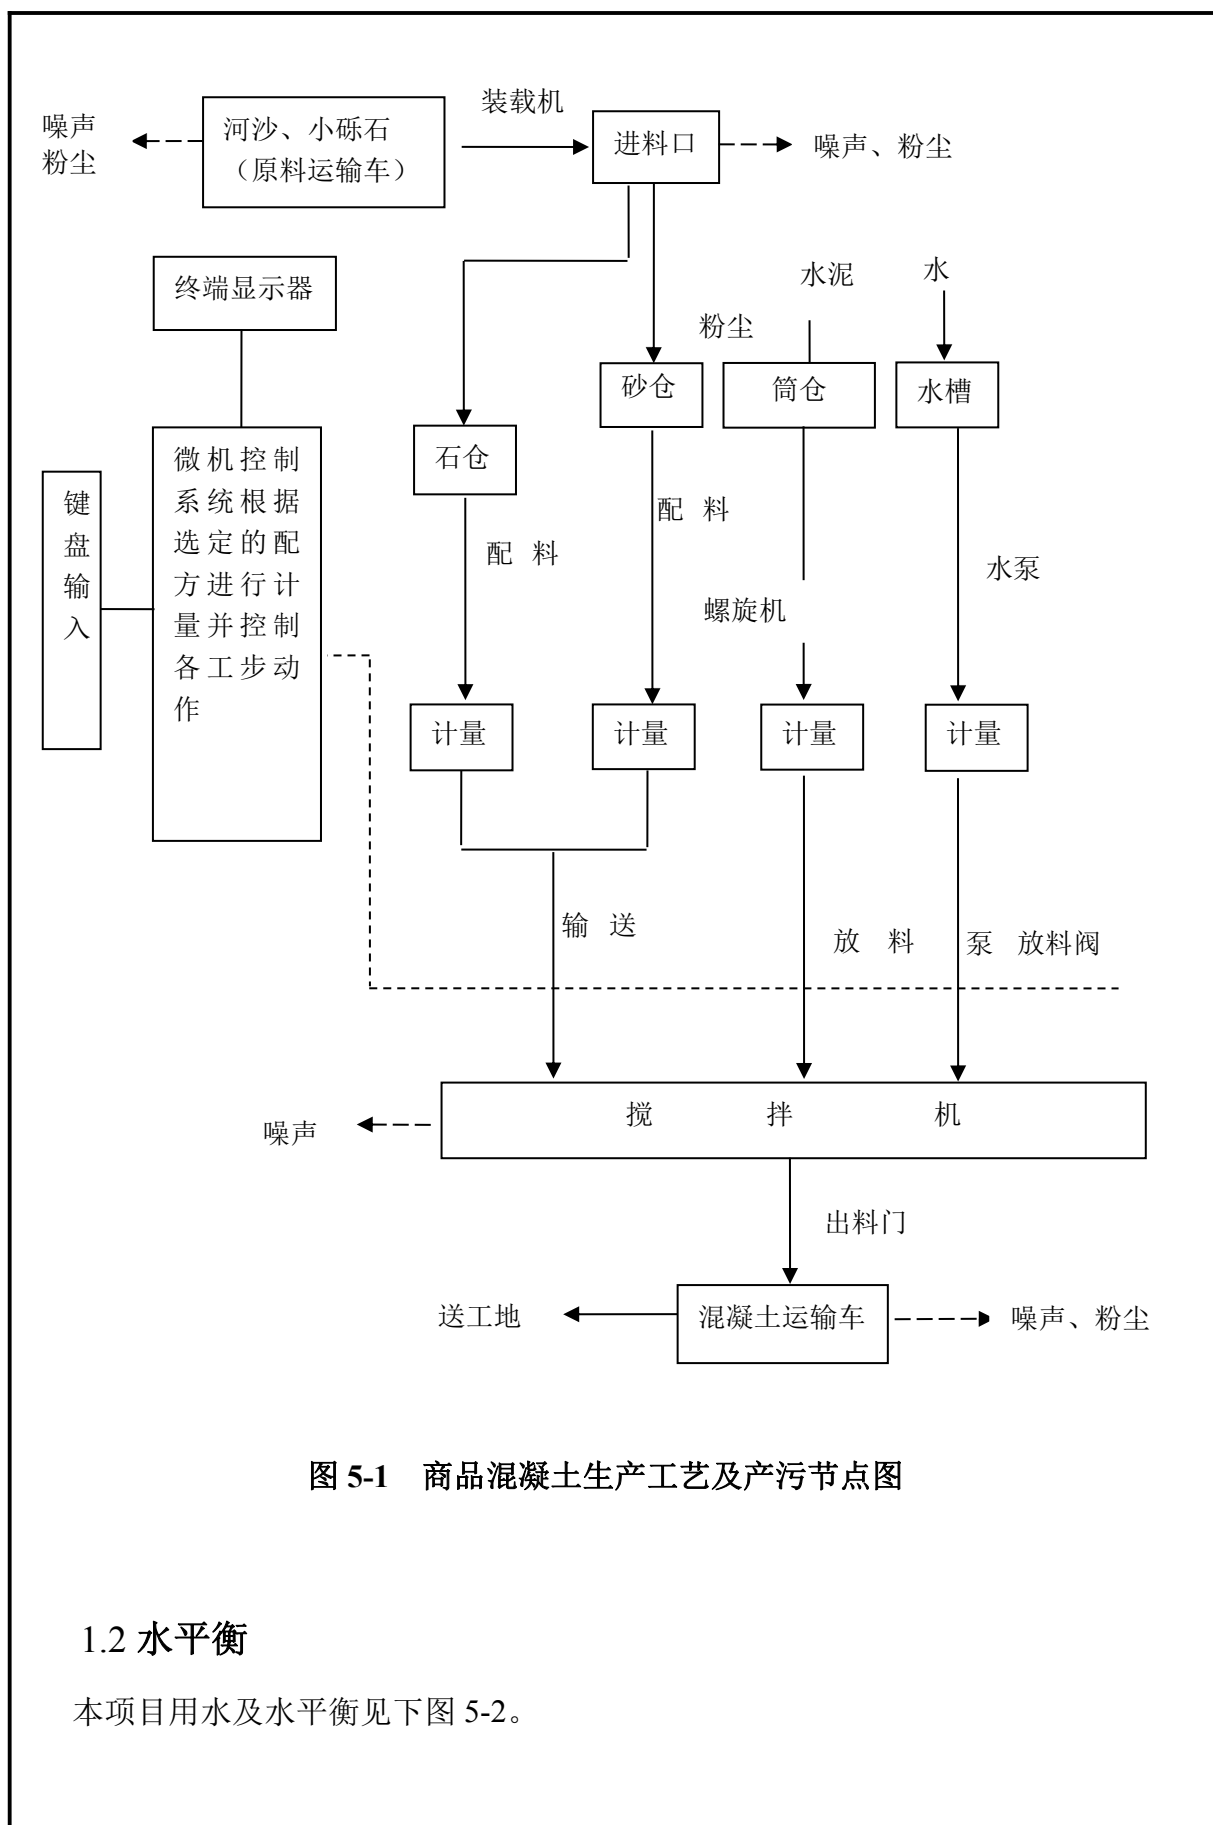 装载机
噪声
粉尘
河沙、小砾石
（原料运输车）
进料口
噪声、粉尘
终端显示器
水泥
水
粉尘
砂仓
筒仓
水槽
石仓
键
盘
输
入
微机控制
系统根据
选定的配
方进行计
量并控制
各工步动
作
配 料
配 料
螺旋机
水泵
计量
计量
计量
计量
输 送
放 料
泵 放料阀
搅 拌 机
噪声
出料门
送工地
混凝土运输车
噪声、粉尘
图 5-1 商品混凝土生产工艺及产污节点图
1.2 水平衡
本项目用水及水平衡见下图 5-2。